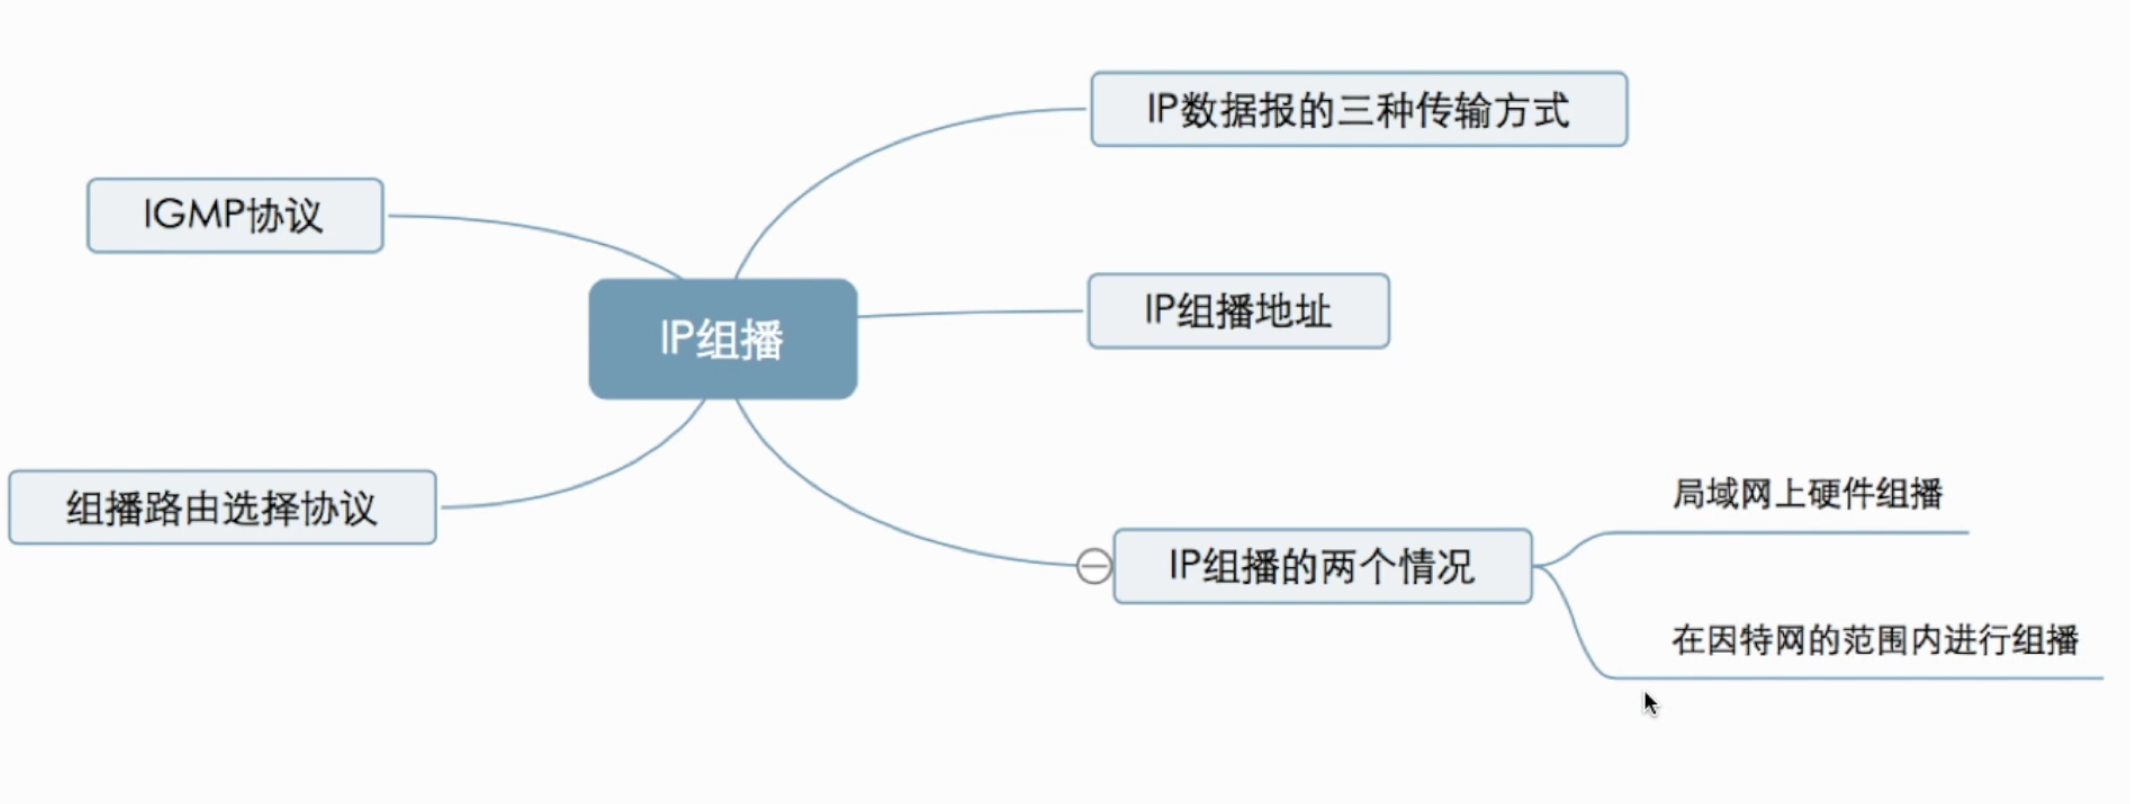 IP数据报的三种传输方式
IGMP协议
IP组播地址
IP组播
局域网上硬件组播
组播路由选择协议
IP组播的两个情况
在因特网的范围内进行组播